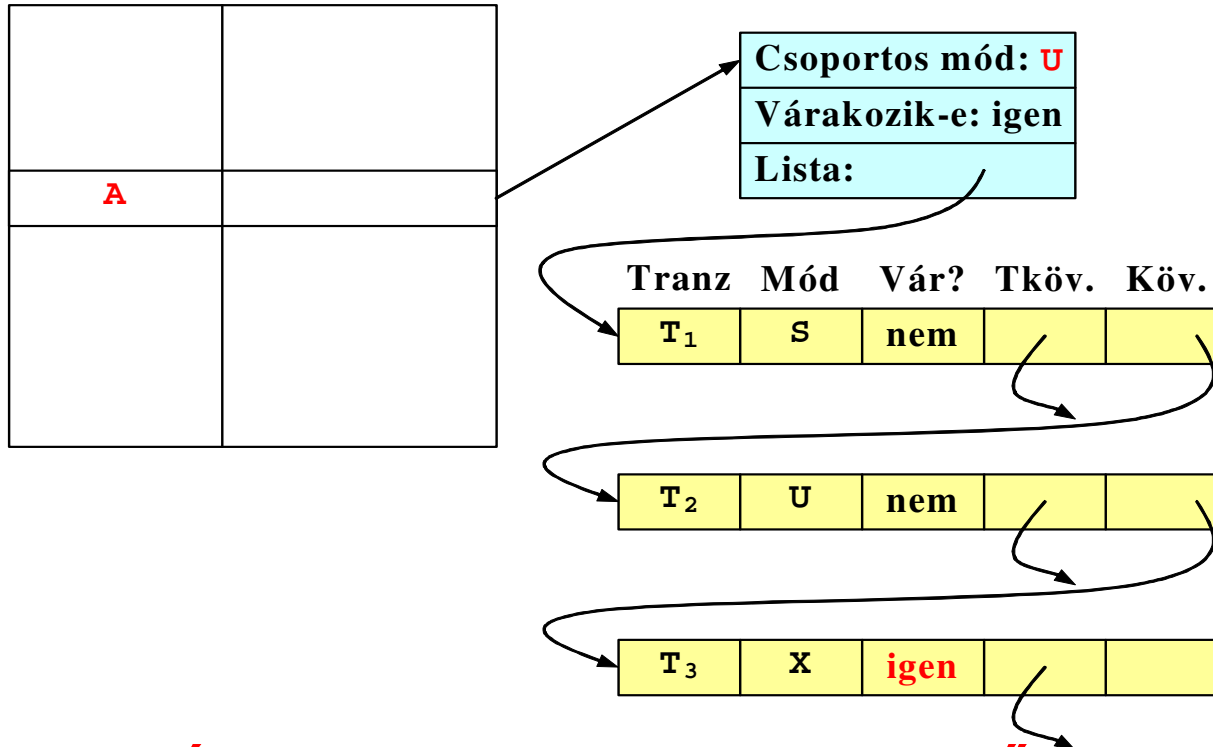 A
Csoportos mód: U
Várakozik-e: igen
Lista:
Tranz Mód Vár? Tköv. Köv.
T₁ S nem
T₂ U nem
T₃ X igen